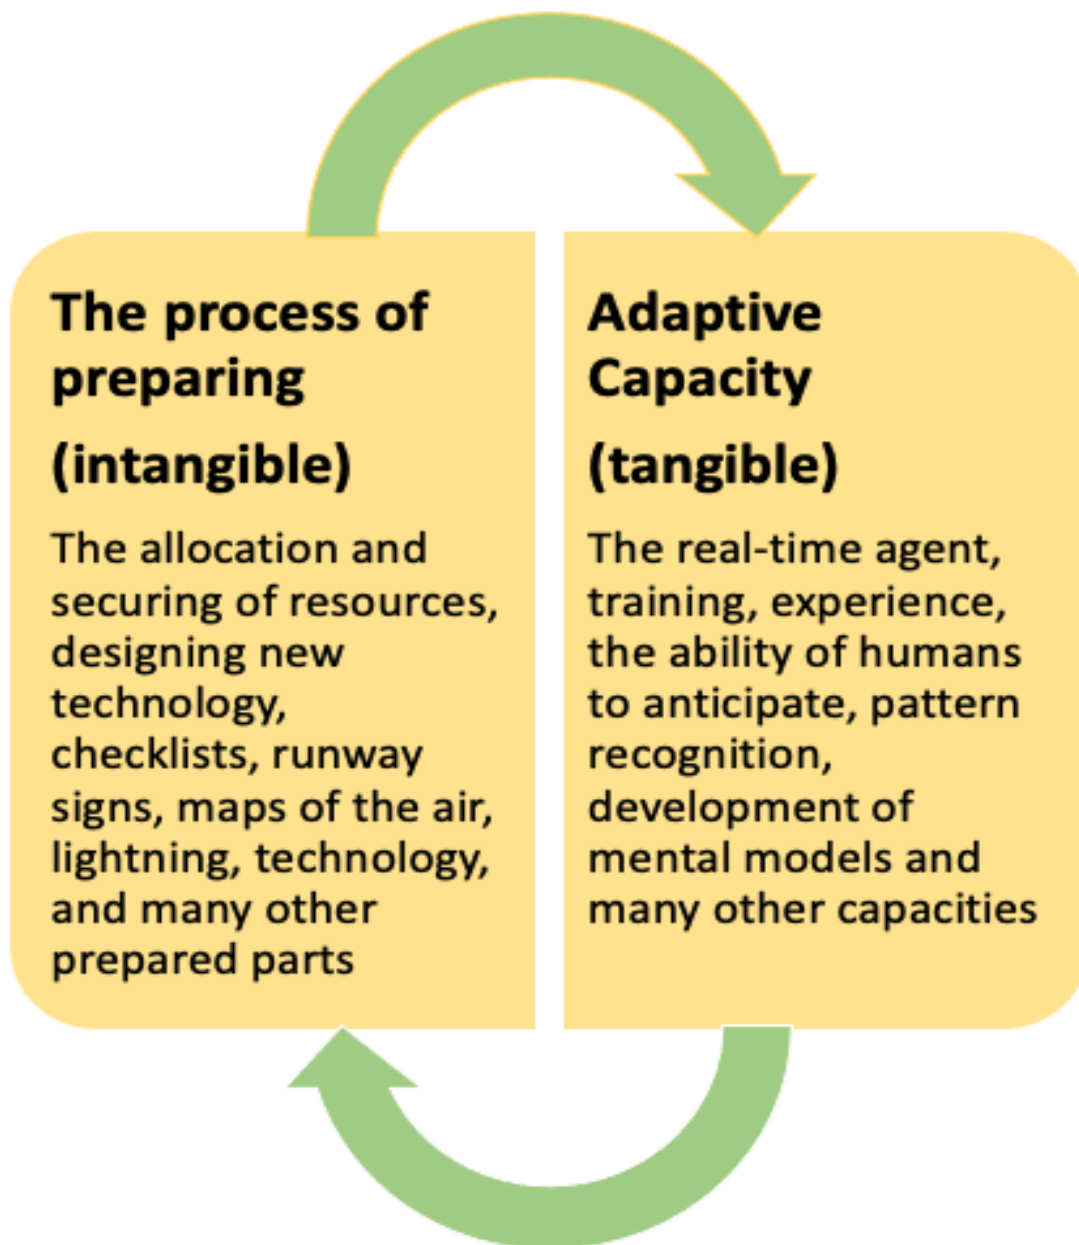 The process of
preparing
(intangible)
The allocation and
securing of resources,
designing new
technology,
checklists, runway
signs, maps of the air,
lightning, technology,
and many other
prepared parts
Adaptive
Capacity
(tangible)
The real-time agent,
training, experience,
the ability of humans
to anticipate, pattern
recognition,
development of
mental models and
many other capacities